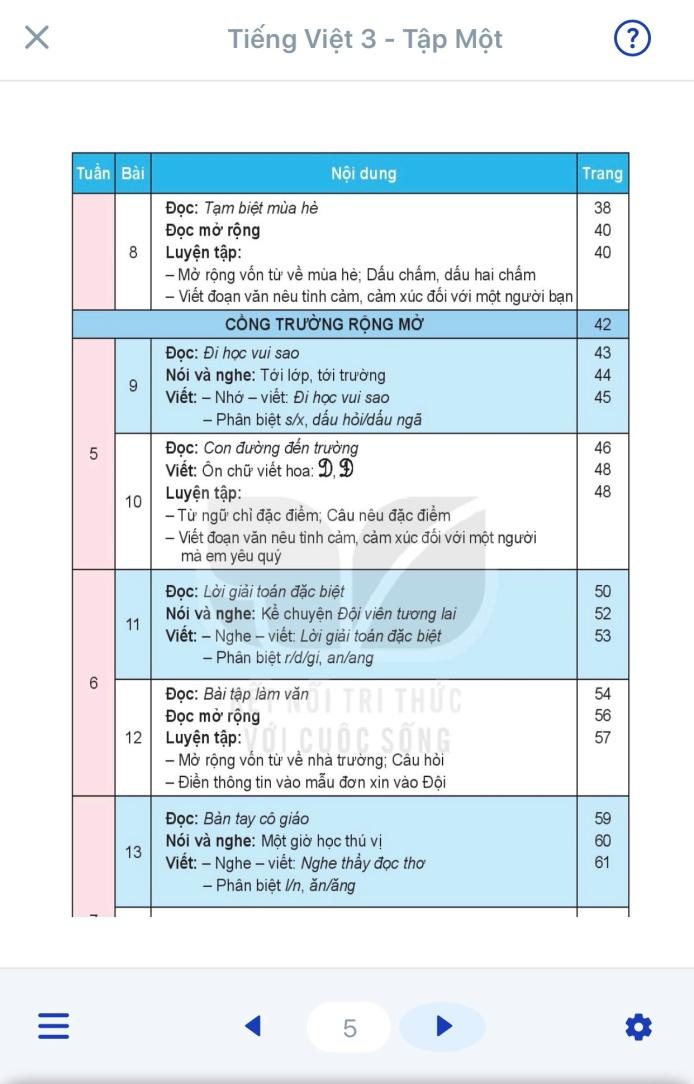 Tiếng Việt 3 - Tập Một
?
Tuần Bài Nội dung Trang
Đọc: Tạm biệt mùa hè 38
Đọc mở rộng 40
8 Luyện tập: 40
– Mở rộng vốn từ về mùa hè; Dấu chấm, dấu hai chấm
– Viết đoạn văn nêu tình cảm, cảm xúc đối với một người bạn
CỔNG TRƯỜNG RỘNG MỞ 42
5
9
Đọc: Đi học vui sao 43
Nói và nghe: Tới lớp, tới trường 44
Viết: – Nhớ – viết: Đi học vui sao 45
– Phân biệt s/x, dấu hỏi/dấu ngã
10
Đọc: Con đường đến trường 46
Viết: Ôn chữ viết hoa: D, Đ 48
Luyện tập: 48
– Từ ngữ chỉ đặc điểm; Câu nêu đặc điểm
– Viết đoạn văn nêu tình cảm, cảm xúc đối với một người
mà em yêu quý
6
11
Đọc: Lời giải toán đặc biệt 50
Nói và nghe: Kể chuyện Đội viên tương lai 52
Viết: – Nghe – viết: Lời giải toán đặc biệt 53
– Phân biệt r/d/gi, an/ang
12
Đọc: Bài tập làm văn 54
Đọc mở rộng 56
Luyện tập: 57
– Mở rộng vốn từ về nhà trường; Câu hỏi
– Điền thông tin vào mẫu đơn xin vào Đội
KẾT NỐI TRI THỨC
VỚI CUỘC SỐNG
13
Đọc: Bàn tay cô giáo 59
Nói và nghe: Một giờ học thú vị 60
Viết: – Nghe – viết: Nghe thầy đọc thơ 61
– Phân biệt l/n, ăn/ăng
5